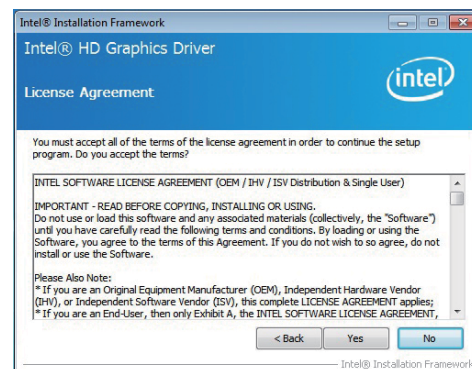 Intel® Installation Framework
Intel® HD Graphics Driver
intel
License Agreement
You must accept all of the terms of the license agreement in order to continue the setup
program. Do you accept the terms?
INTEL SOFTWARE LICENSE AGREEMENT (OEM / IHV / ISV Distribution & Single User)
IMPORTANT - READ BEFORE COPYING, INSTALLING OR USING.
Do not use or load this software and any associated materials (collectively, the "Software")
until you have carefully read the following terms and conditions. By loading or using the
Software, you agree to the terms of this Agreement. If you do not wish to so agree, do not
install or use the Software.
Please Also Note:
* If you are an Original Equipment Manufacturer (OEM), Independent Hardware Vendor
(IHV), or Independent Software Vendor (ISV), this complete LICENSE AGREEMENT applies;
* If you are an End-User, then only Exhibit A, the INTEL SOFTWARE LICENSE AGREEMENT,
< Back Yes No
Intel® Installation Framework